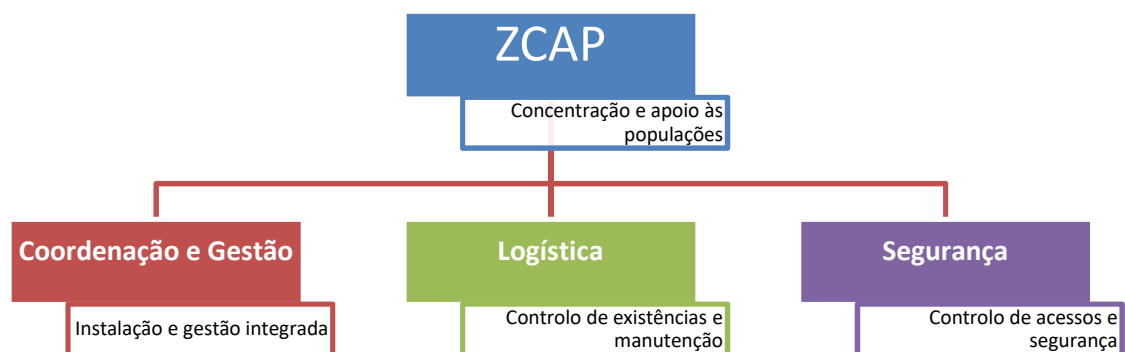 ZCAP
Concentração e apoio às
populações
Coordenação e Gestão
Instalação e gestão integrada
Logística
Controlo de existências e
manutenção
Segurança
Controlo de acessos e
segurança